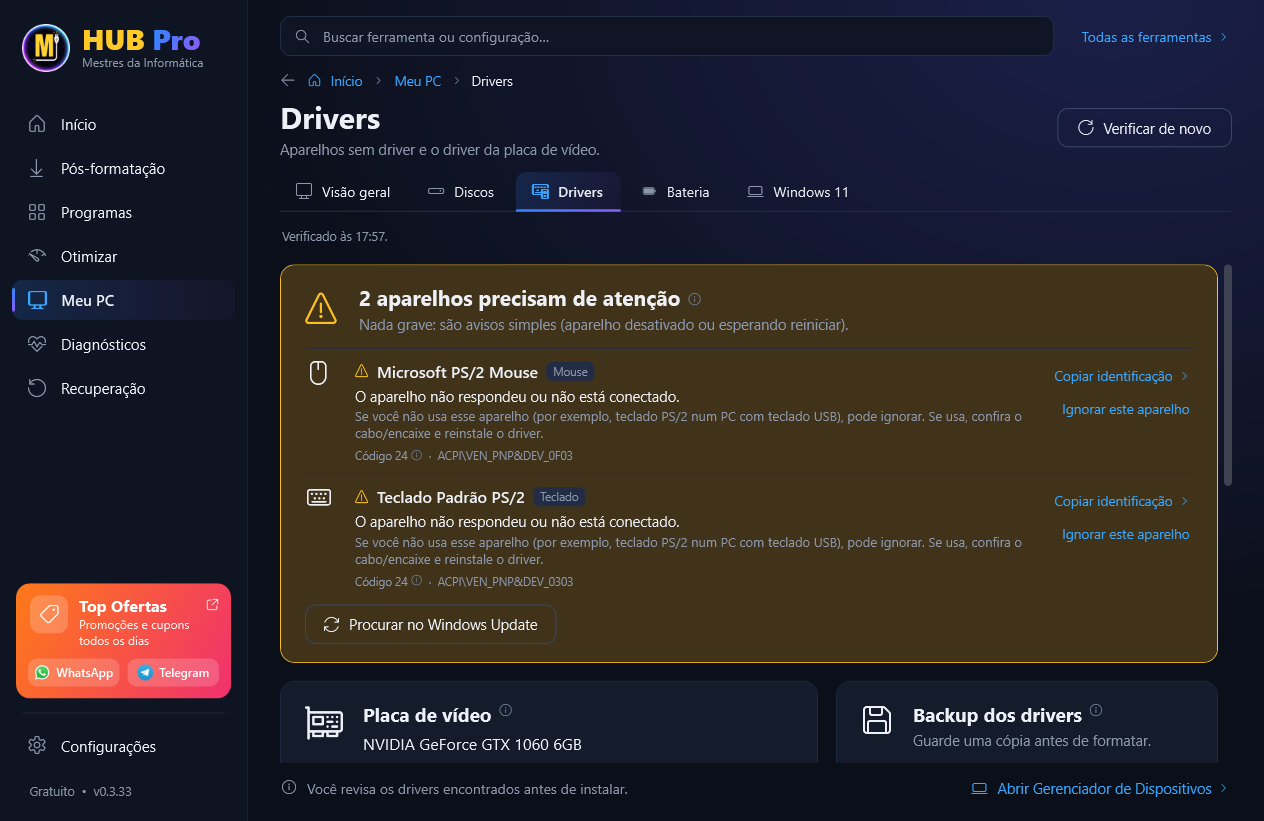 HUB Pro
Mestres da Informática
Buscar ferramenta ou configuração...
Todas as ferramentas
Início
Meu PC
Drivers
Drivers
Aparelhos sem driver e o driver da placa de vídeo.
Verificar de novo
Visão geral
Discos
Drivers
Bateria
Windows 11
Verificado às 17:57.
Início
Pós-formatação
Programas
Otimizar
Meu PC
Diagnósticos
Recuperação
2 aparelhos precisam de atenção
Nada grave: são avisos simples (aparelho desativado ou esperando reiniciar).
Microsoft PS/2 Mouse
Mouse
O aparelho não respondeu ou não está conectado.
Se você não usa esse aparelho (por exemplo, teclado PS/2 num PC com teclado USB), pode ignorar. Se usa, confira o
cabo/encaixe e reinstale o driver.
Código 24 · ACPI\VEN_PNP&DEV_0F03
Copiar identificação
Ignorar este aparelho
Teclado Padrão PS/2
Teclado
O aparelho não respondeu ou não está conectado.
Se você não usa esse aparelho (por exemplo, teclado PS/2 num PC com teclado USB), pode ignorar. Se usa, confira o
cabo/encaixe e reinstale o driver.
Código 24 · ACPI\VEN_PNP&DEV_0303
Copiar identificação
Ignorar este aparelho
Procurar no Windows Update
Top Ofertas
Promoções e cupons
todos os dias
WhatsApp
Telegram
Configurações
Gratuito • v0.3.33
Placa de vídeo
NVIDIA GeForce GTX 1060 6GB
Backup dos drivers
Guarde uma cópia antes de formatar.
Você revisa os drivers encontrados antes de instalar.
Abrir Gerenciador de Dispositivos